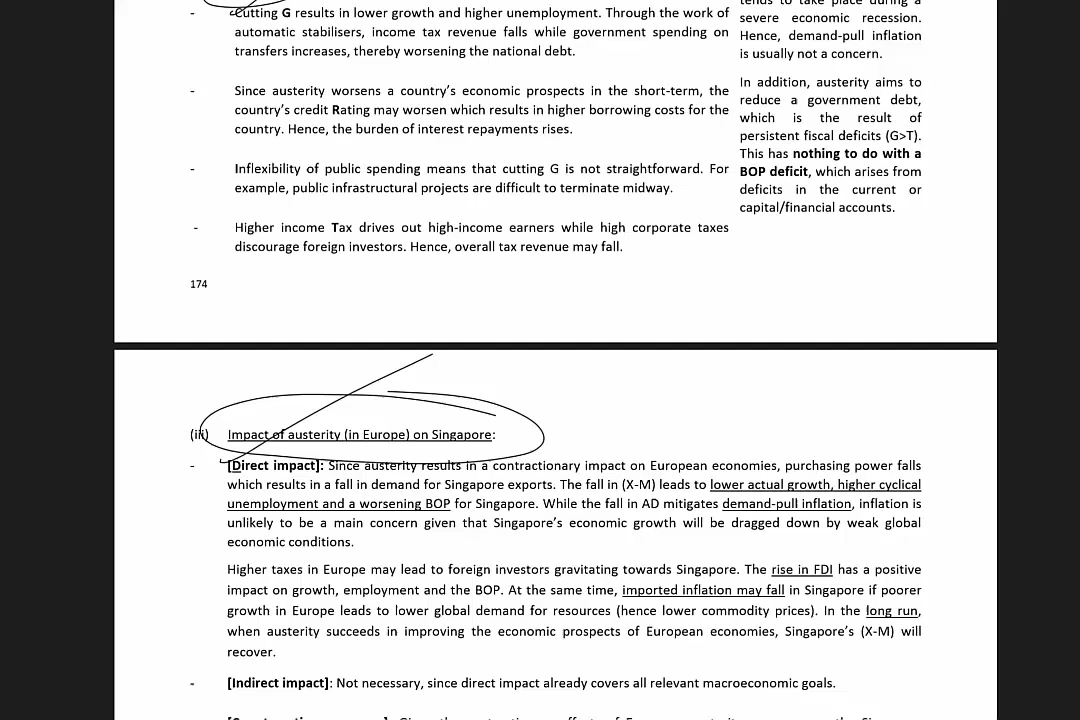 - Cutting G results in lower growth and higher unemployment. Through the work of
automatic stabilisers, income tax revenue falls while government spending on
transfers increases, thereby worsening the national debt.
- Since austerity worsens a country's economic prospects in the short-term, the
country's credit Rating may worsen which results in higher borrowing costs for the
country. Hence, the burden of interest repayments rises.
- Inflexibility of public spending means that cutting G is not straightforward. For
example, public infrastructural projects are difficult to terminate midway.
- Higher income Tax drives out high-income earners while high corporate taxes
discourage foreign investors. Hence, overall tax revenue may fall.
tends to take place during a
severe economic recession.
Hence, demand-pull inflation
is usually not a concern.
In addition, austerity aims to
reduce a government debt,
which is the result of
persistent fiscal deficits (G>T).
This has nothing to do with a
BOP deficit, which arises from
deficits in the current or
capital/financial accounts.
174
(iii) Impact of austerity (in Europe) on Singapore:
- [Direct impact]: Since austerity results in a contractionary impact on European economies, purchasing power falls
which results in a fall in demand for Singapore exports. The fall in (X-M) leads to lower actual growth, higher cyclical
unemployment and a worsening BOP for Singapore. While the fall in AD mitigates demand-pull inflation, inflation is
unlikely to be a main concern given that Singapore's economic growth will be dragged down by weak global
economic conditions.
Higher taxes in Europe may lead to foreign investors gravitating towards Singapore. The rise in FDI has a positive
impact on growth, employment and the BOP. At the same time, imported inflation may fall in Singapore if poorer
growth in Europe leads to lower global demand for resources (hence lower commodity prices). In the long run,
when austerity succeeds in improving the economic prospects of European economies, Singapore's (X-M) will
recover.
- [Indirect impact]: Not necessary, since direct impact already covers all relevant macroeconomic goals.